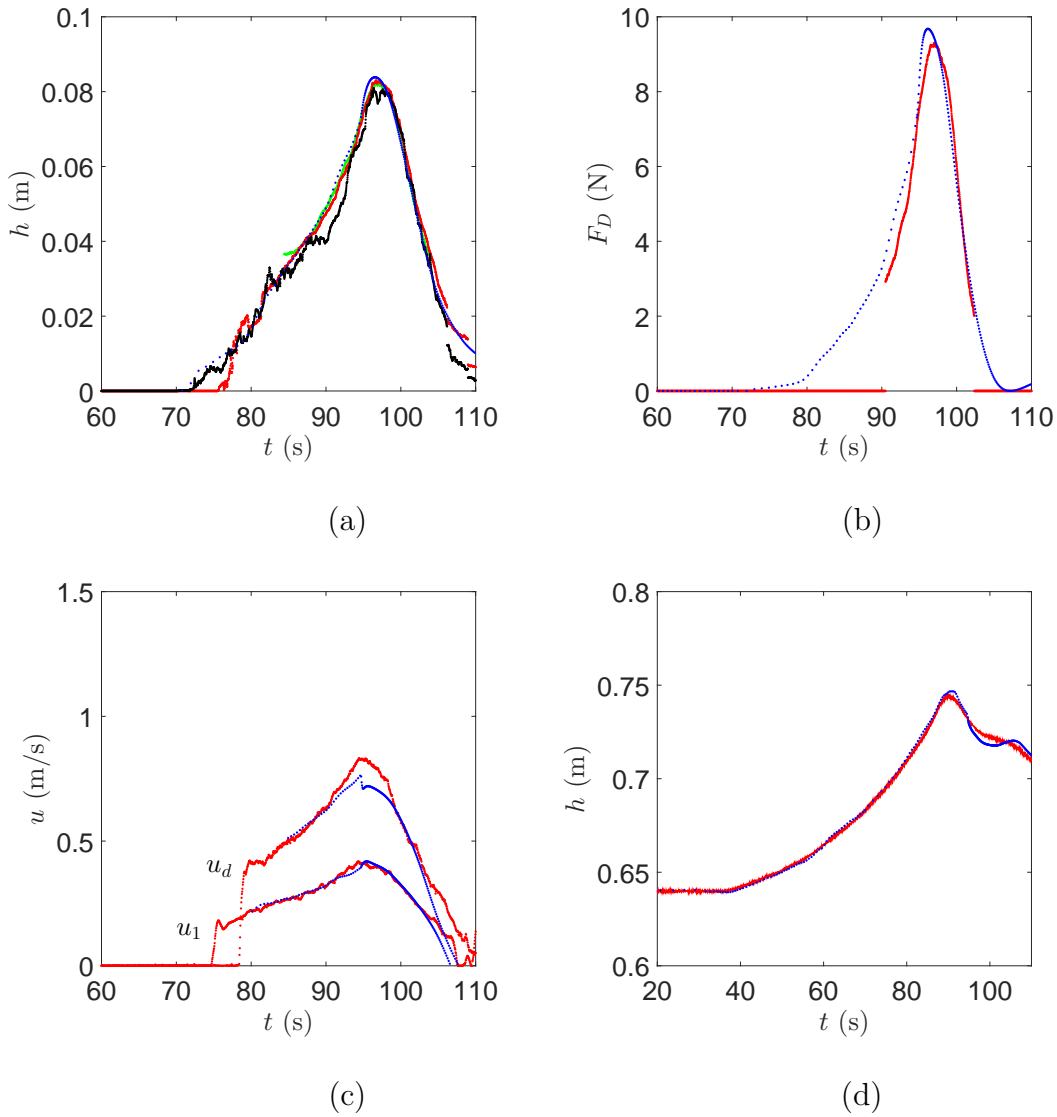 0.1
0.08
0.06
0.04
0.02
0
h (m)
60 70 80 90 100 110
t (s)
(a)
10
8
6
4
2
0
F_D (N)
60 70 80 90 100 110
t (s)
(b)
1.5
1
0.5
0
u (m/s)
u_d
u_1
60 70 80 90 100 110
t (s)
(c)
0.8
0.75
0.7
0.65
0.6
h (m)
20 40 60 80 100
t (s)
(d)